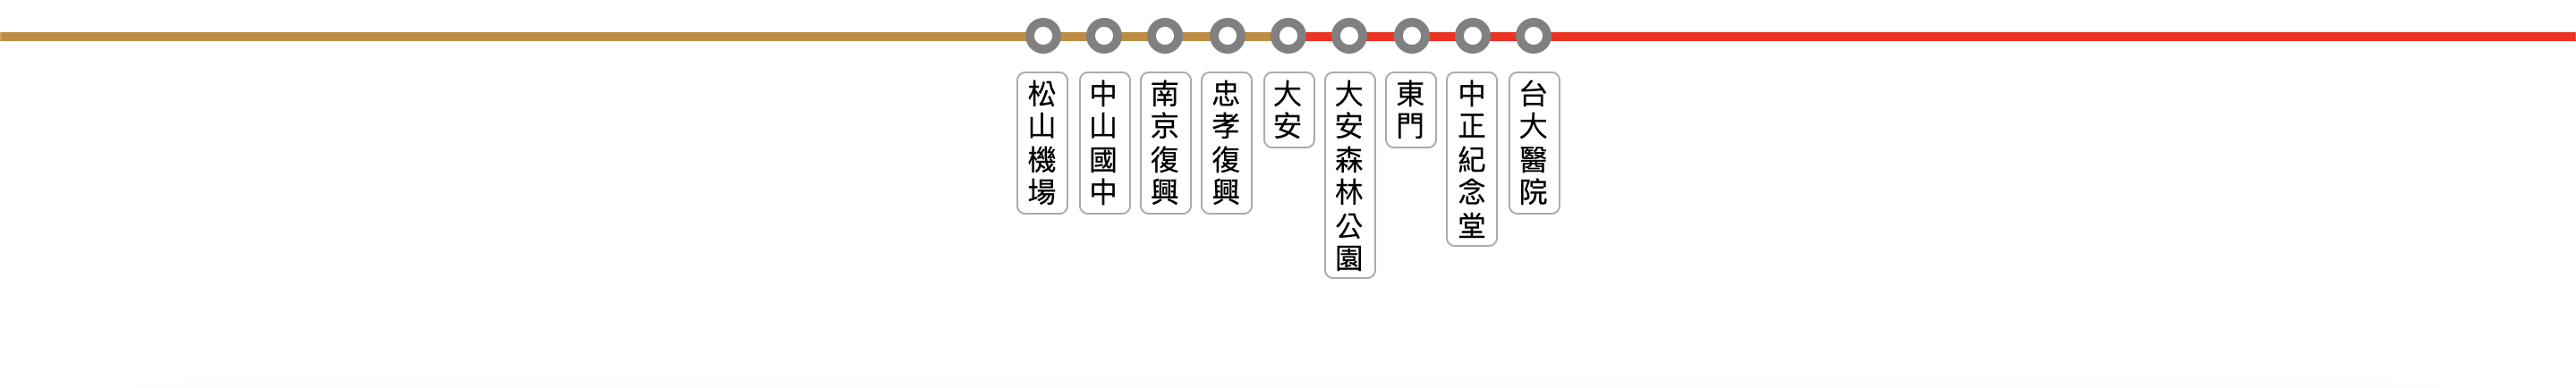 松山機場
中山國中
南京復興
忠孝復興
大安
大安森林公園
東門
中正紀念堂
台大醫院